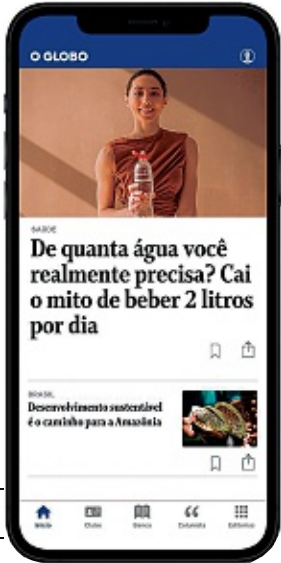 O GLOBO
SAÚDE
De quanta água você
realmente precisa? Cai
o mito de beber 2 litros
por dia
BRASIL
Desenvolvimento sustentável
é o caminho para a Amazônia
Início
Clube
Banca
Colunista
Editorias